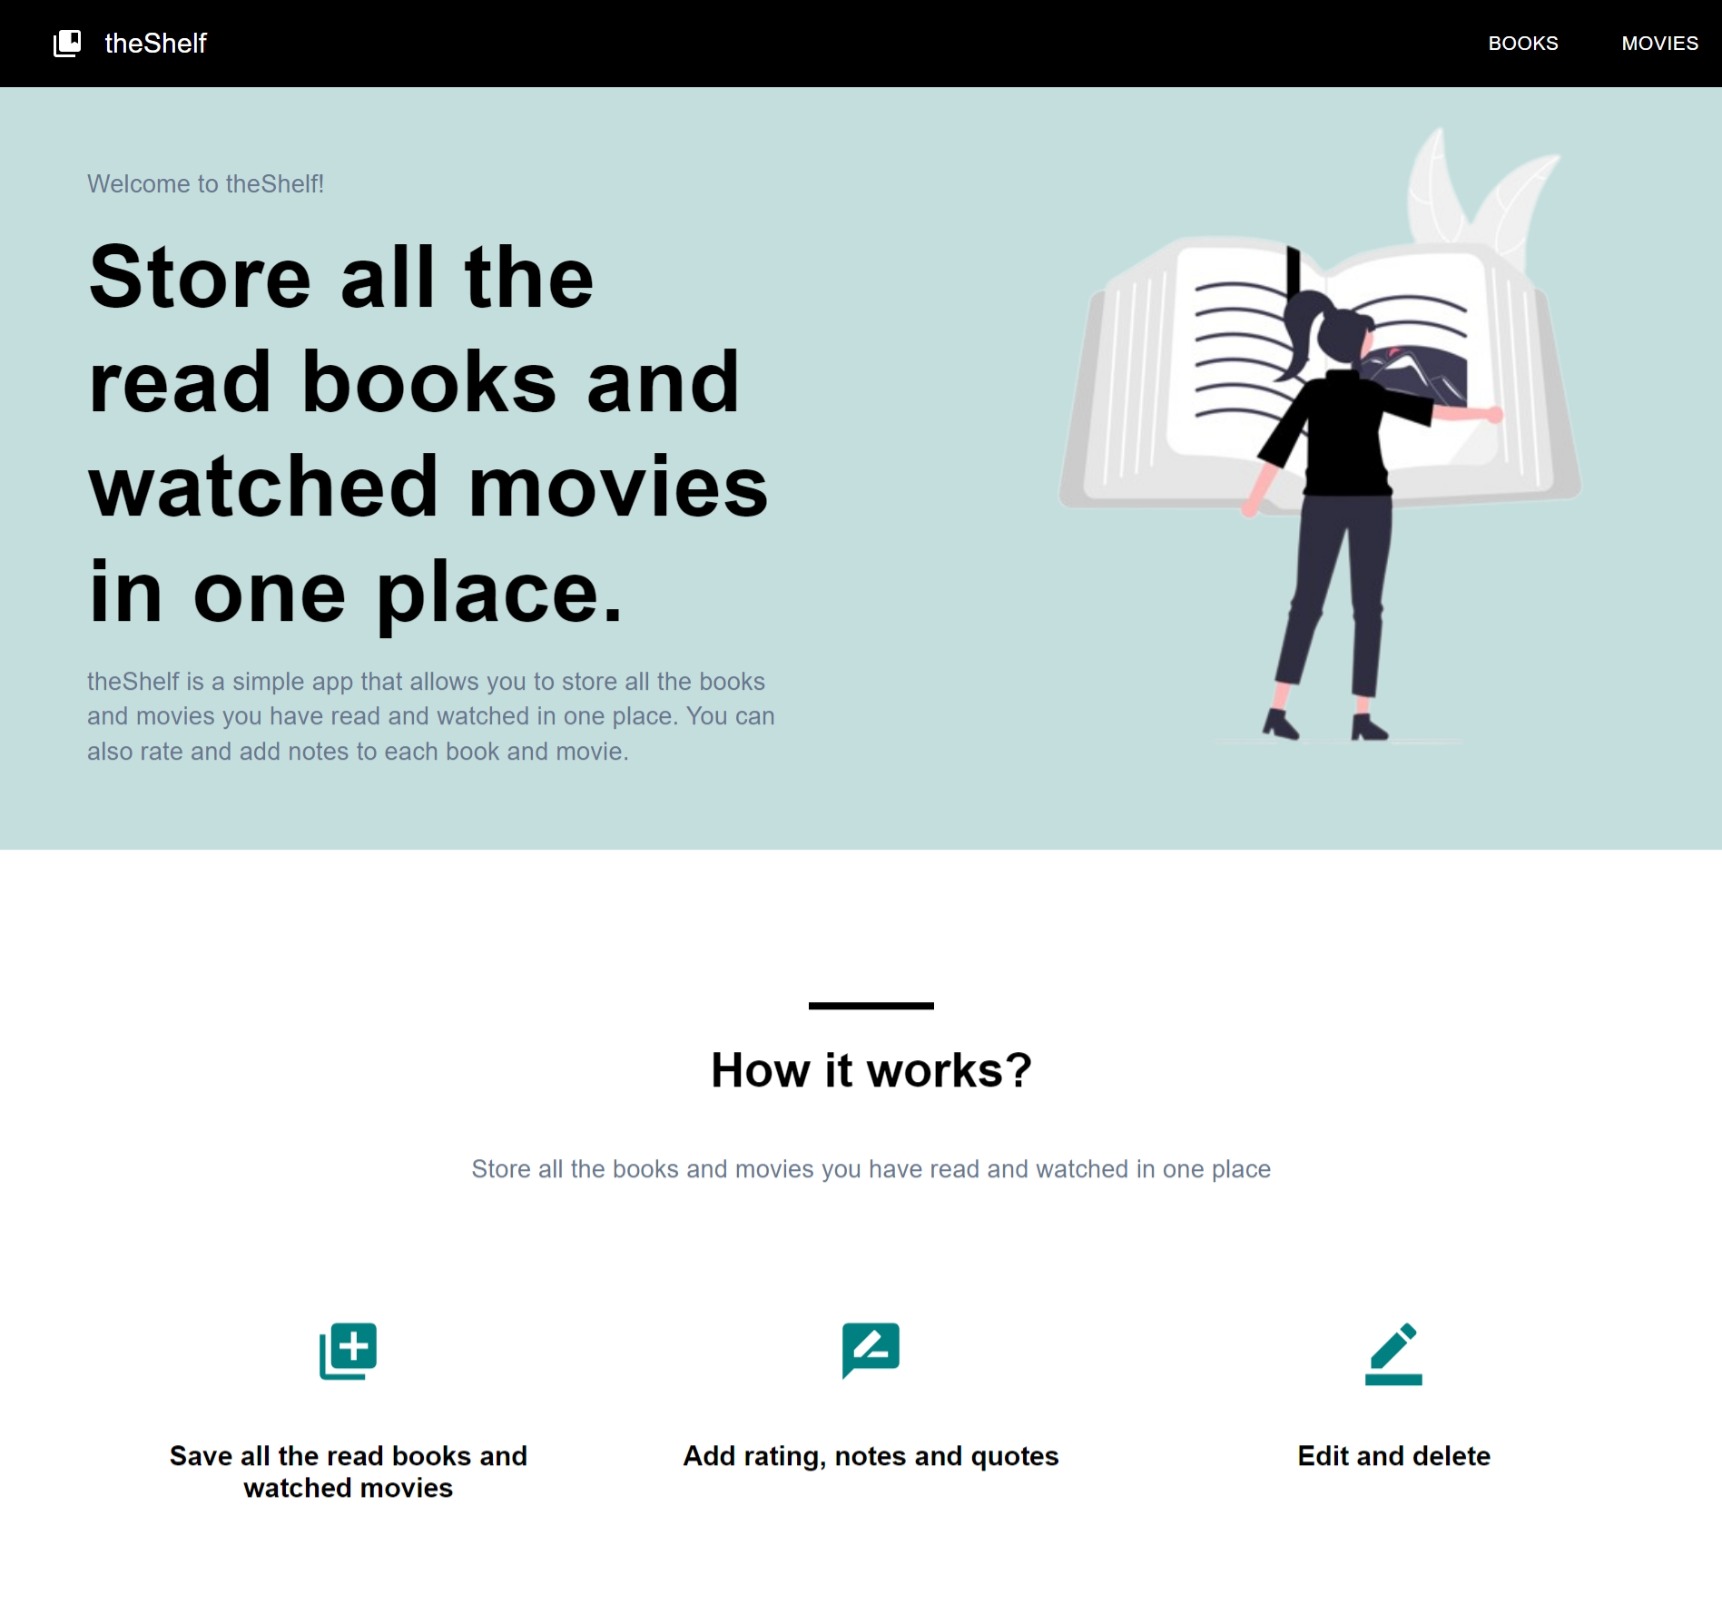 theShelf
BOOKS
MOVIES
Welcome to theShelf!
Store all the
read books and
watched movies
in one place.
theShelf is a simple app that allows you to store all the books
and movies you have read and watched in one place. You can
also rate and add notes to each book and movie.
How it works?
Store all the books and movies you have read and watched in one place
Save all the read books and
watched movies
Add rating, notes and quotes
Edit and delete